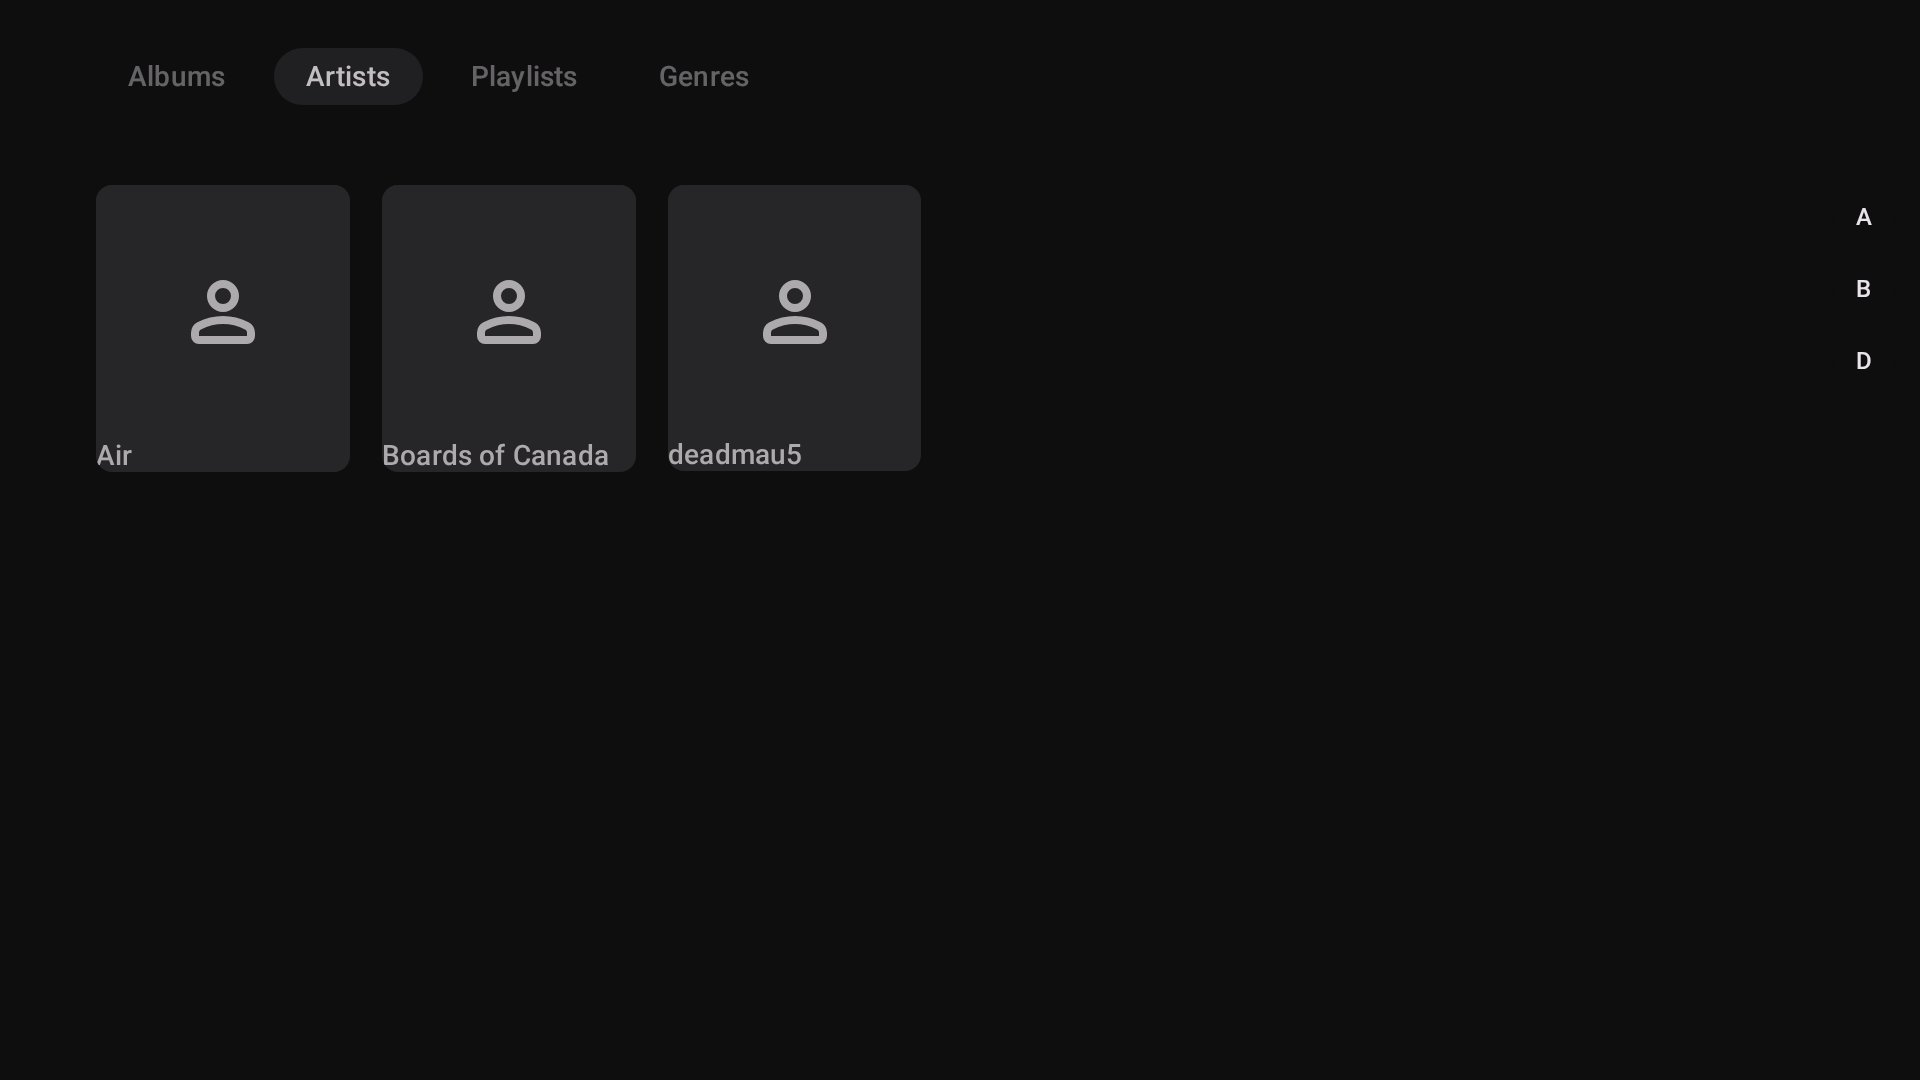 Albums
Artists
Playlists
Genres
Air
Boards of Canada
deadmau5
A
B
D